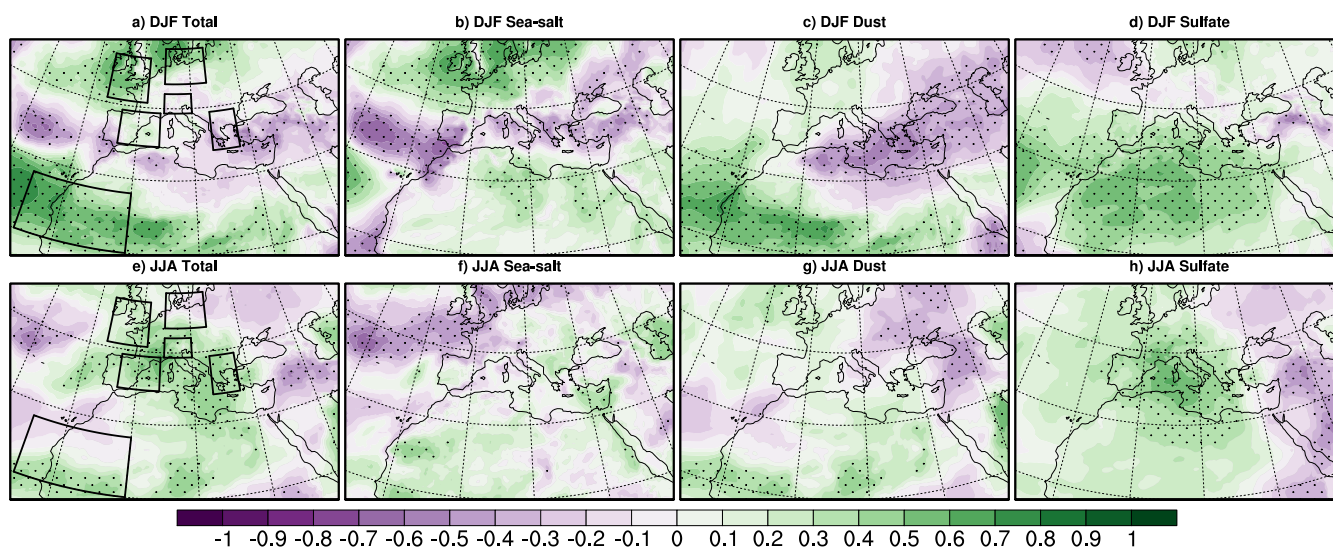 a) DJF Total
b) DJF Sea-salt
c) DJF Dust
d) DJF Sulfate
e) JJA Total
f) JJA Sea-salt
g) JJA Dust
h) JJA Sulfate
-1 -0.9 -0.8 -0.7 -0.6 -0.5 -0.4 -0.3 -0.2 -0.1 0 0.1 0.2 0.3 0.4 0.5 0.6 0.7 0.8 0.9 1